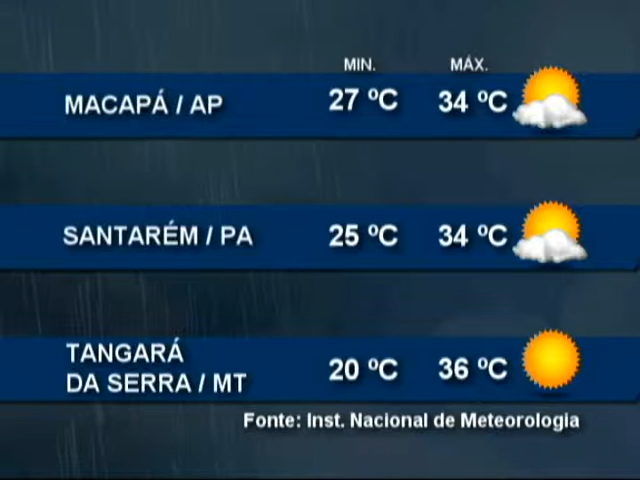 MIN. MÁX.
MACAPÁ / AP 27 ºC 34 ºC
SANTARÉM / PA 25 ºC 34 ºC
TANGARÁ
DA SERRA / MT 20 ºC 36 ºC
Fonte: Inst. Nacional de Meteorologia